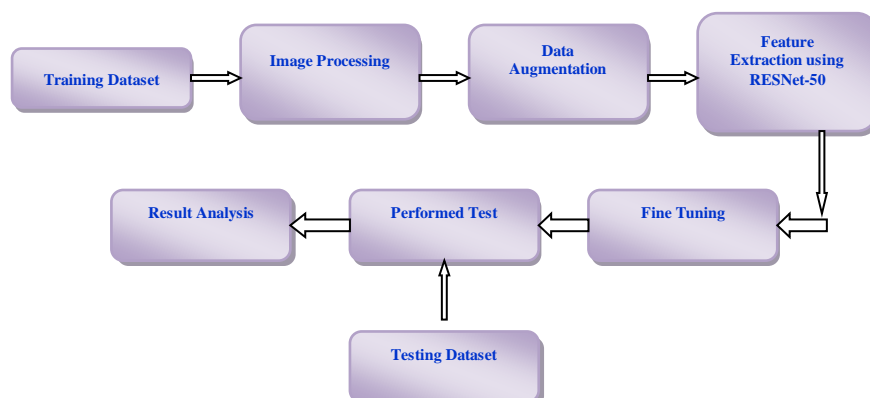 Training Dataset
Image Processing
Data
Augmentation
Feature
Extraction using
RESNet-50
Result Analysis
Performed Test
Fine Tuning
Testing Dataset